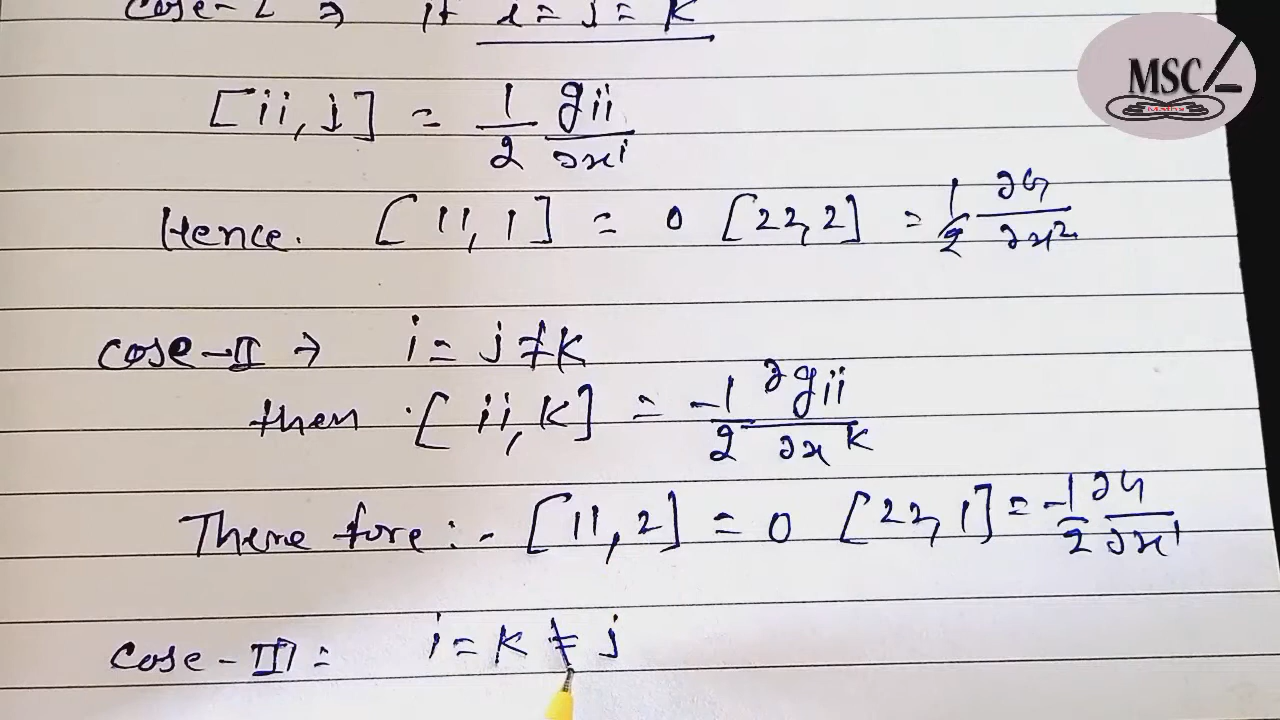 Case-I ⇒ if i = j = k
MSC
Maths
[ii, j] = 1/2 gii/∂xⁱ
Hence. [11, 1] = 0 [22, 2] = 1/2 ∂G/∂x²
Case-II → i = j ≠ k
then [ii, k] = -1/2 ∂gii/∂xᵏ
There fore :- [11, 2] = 0 [22, 1] = -1/2 ∂G/∂x¹
Case-III = i = k ≠ j